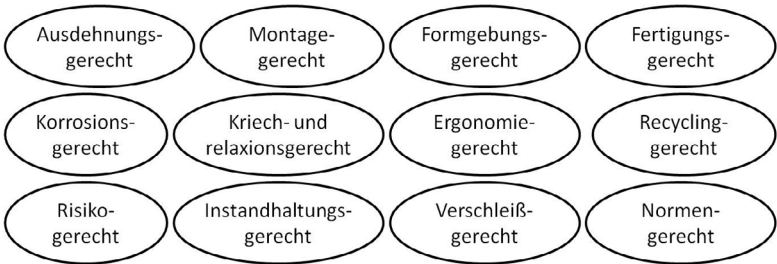 Ausdehnungs-
gerecht
Montage-
gerecht
Formgebungs-
gerecht
Fertigungs-
gerecht
Korrosions-
gerecht
Kriech- und
relaxionsgerecht
Ergonomie-
gerecht
Recycling-
gerecht
Risiko-
gerecht
Instandhaltungs-
gerecht
Verschleiß-
gerecht
Normen-
gerecht